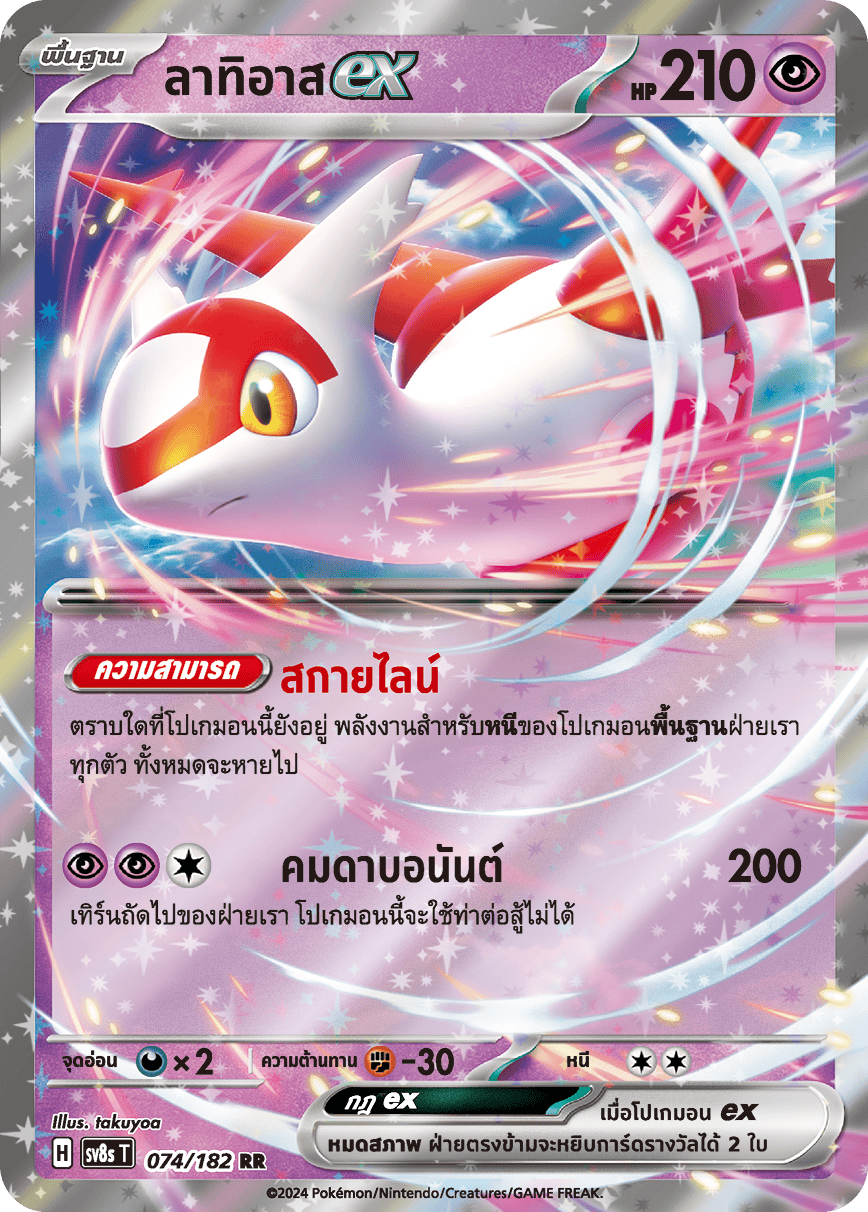 พื้นฐาน
ลาทิอาส ex
HP 210
ความสามารถ สกายไลน์
ตราบใดที่โปเกมอนนี้ยังอยู่ พลังงานสำหรับหนีของโปเกมอนพื้นฐานฝ่ายเรา
ทุกตัว ทั้งหมดจะหายไป
คมดาบอนันต์ 200
เทิร์นถัดไปของฝ่ายเรา โปเกมอนนี้จะใช้ท่าต่อสู้ไม่ได้
จุดอ่อน ×2 ความต้านทาน -30 หนี
กฎ ex เมื่อโปเกมอน ex
หมดสภาพ ฝ่ายตรงข้ามจะหยิบการ์ดรางวัลได้ 2 ใบ
Illus. takuyoa
H sv8s T 074/182 RR
©2024 Pokémon/Nintendo/Creatures/GAME FREAK.